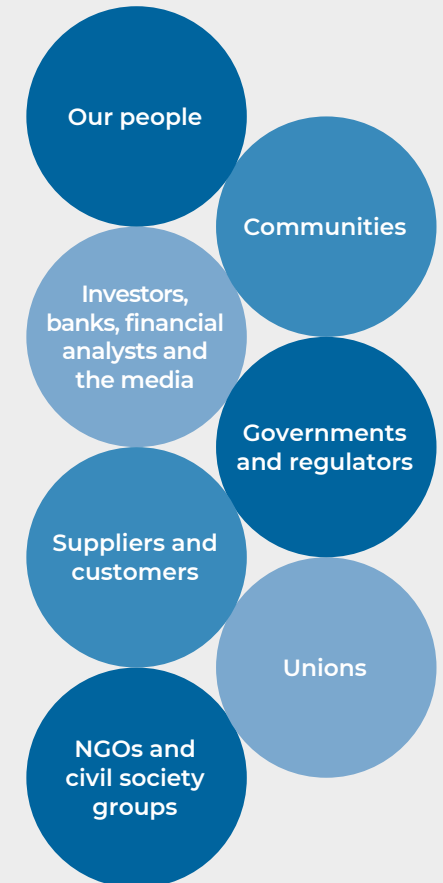 Our people
Communities
Investors,
banks, financial
analysts and
the media
Governments
and regulators
Suppliers and
customers
Unions
NGOs and
civil society
groups